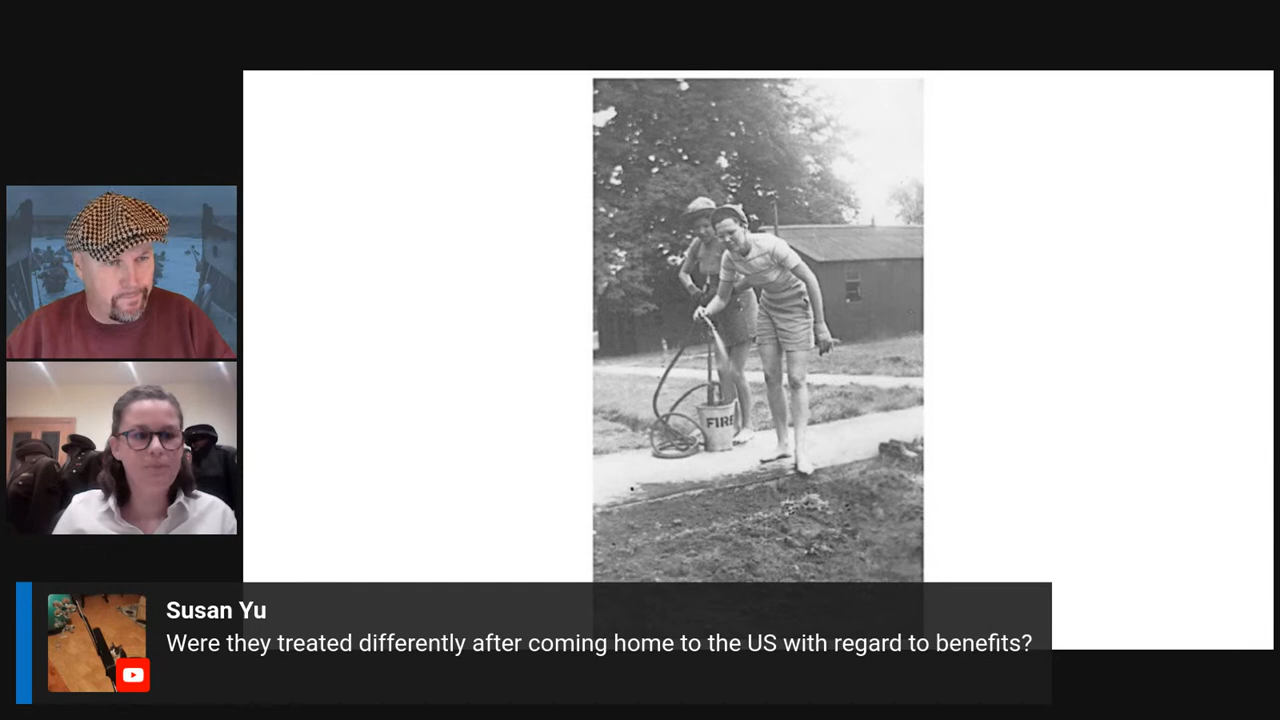 FIRE
Susan Yu
Were they treated differently after coming home to the US with regard to benefits?